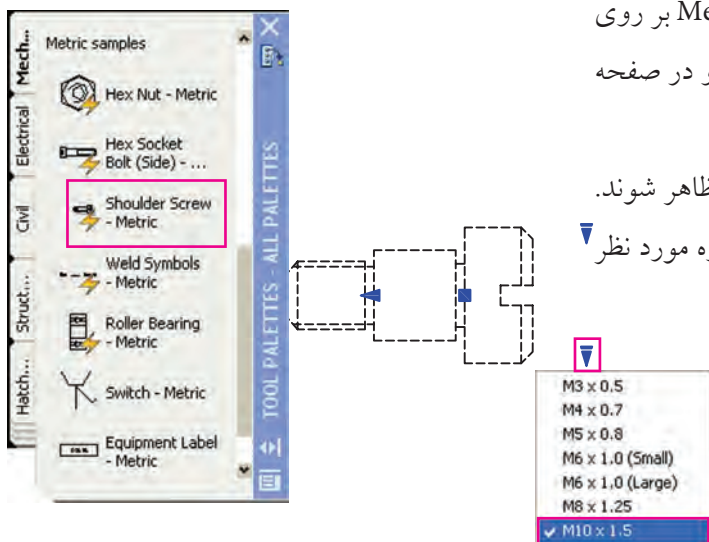 Me بر روی
و در صفحه
ظاهر شوند.
ه مورد نظر
Metric samples
Hex Nut - Metric
Hex Socket
Bolt (Side) - ...
Shoulder Screw
- Metric
Weld Symbols
- Metric
Roller Bearing
- Metric
Switch - Metric
Equipment Label
- Metric
Mech...
Electrical
Civil
Struct...
Hatch...
TOOL PALETTES - ALL PALETTES
M3 x 0.5
M4 x 0.7
M5 x 0.8
M6 x 1.0 (Small)
M6 x 1.0 (Large)
M8 x 1.25
M10 x 1.5